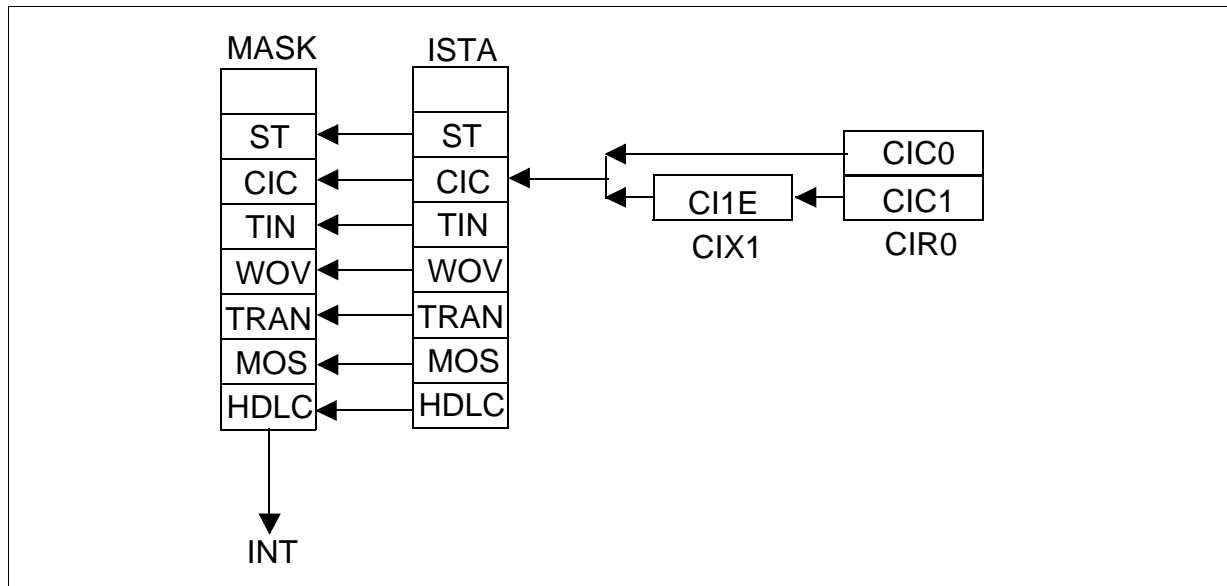 MASK ISTA
ST ST CIC0
CIC CIC CI1E CIC1
TIN TIN CIX1 CIR0
WOV WOV
TRAN TRAN
MOS MOS
HDLC HDLC
INT